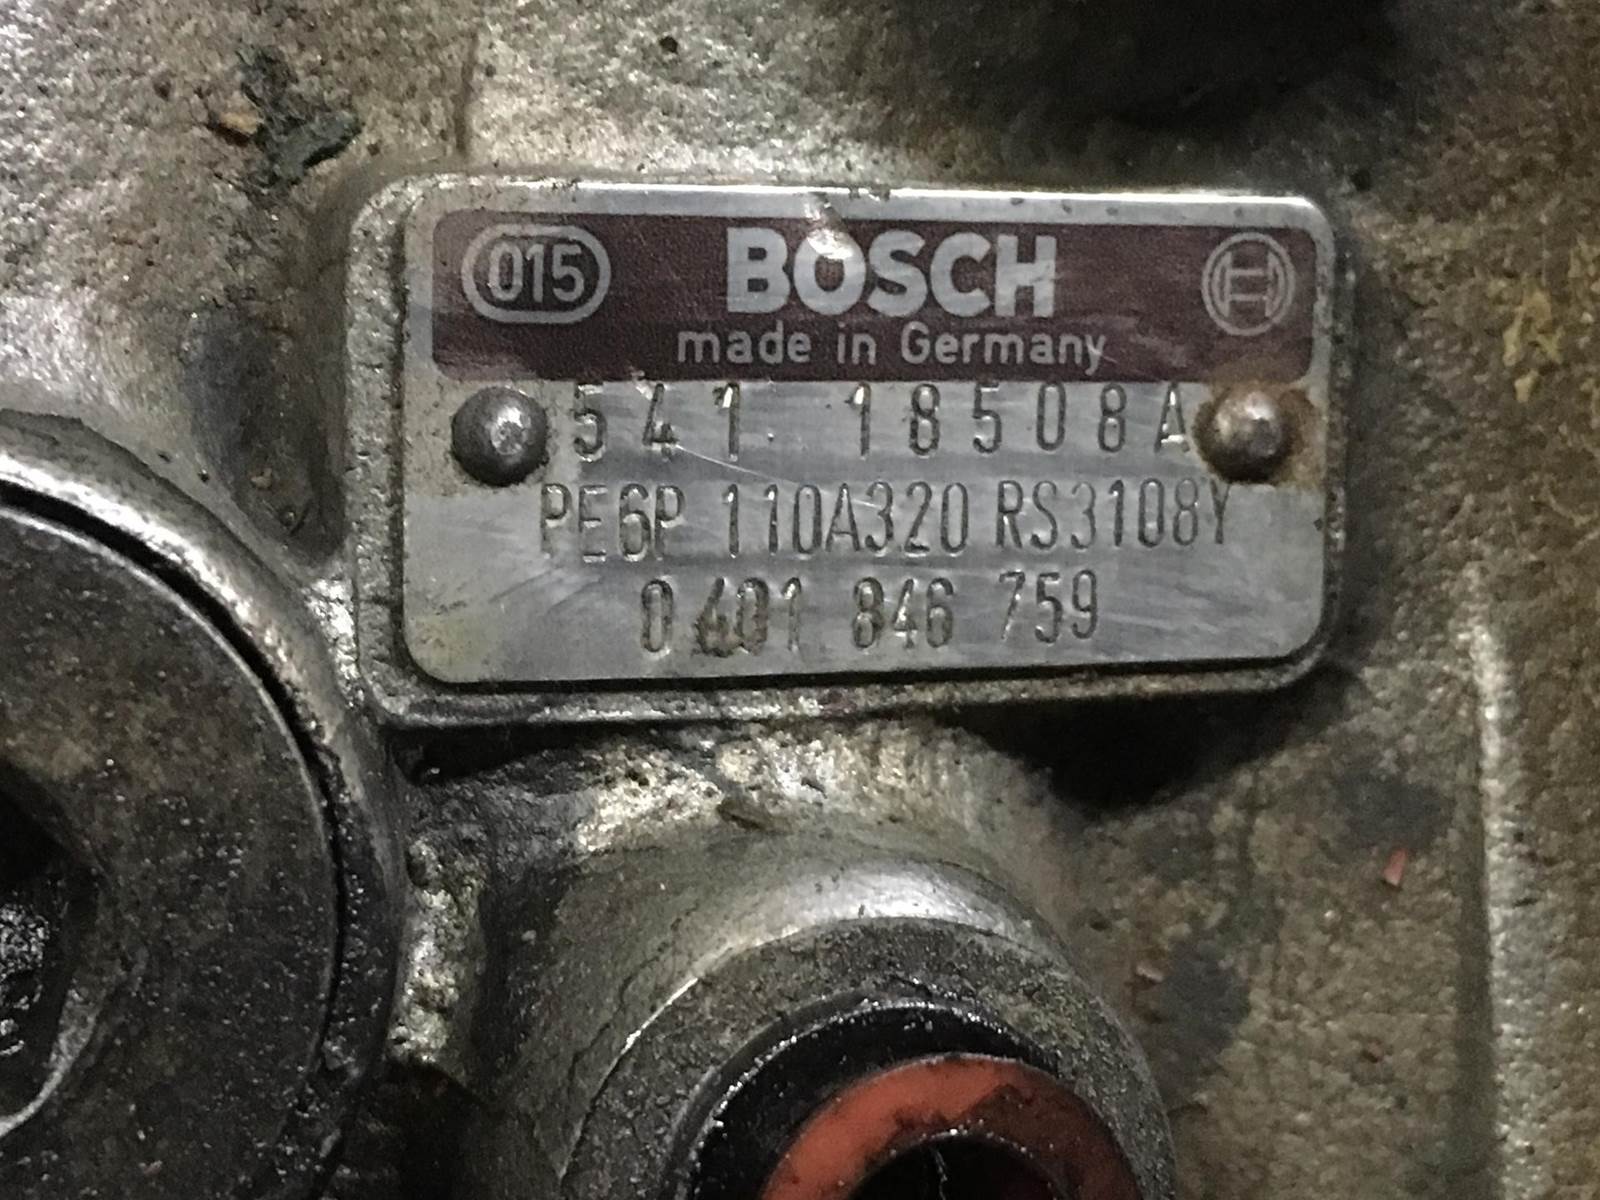 015 BOSCH
made in Germany
541 18508A
PE6P 110A320 RS3108Y
0 401 846 759